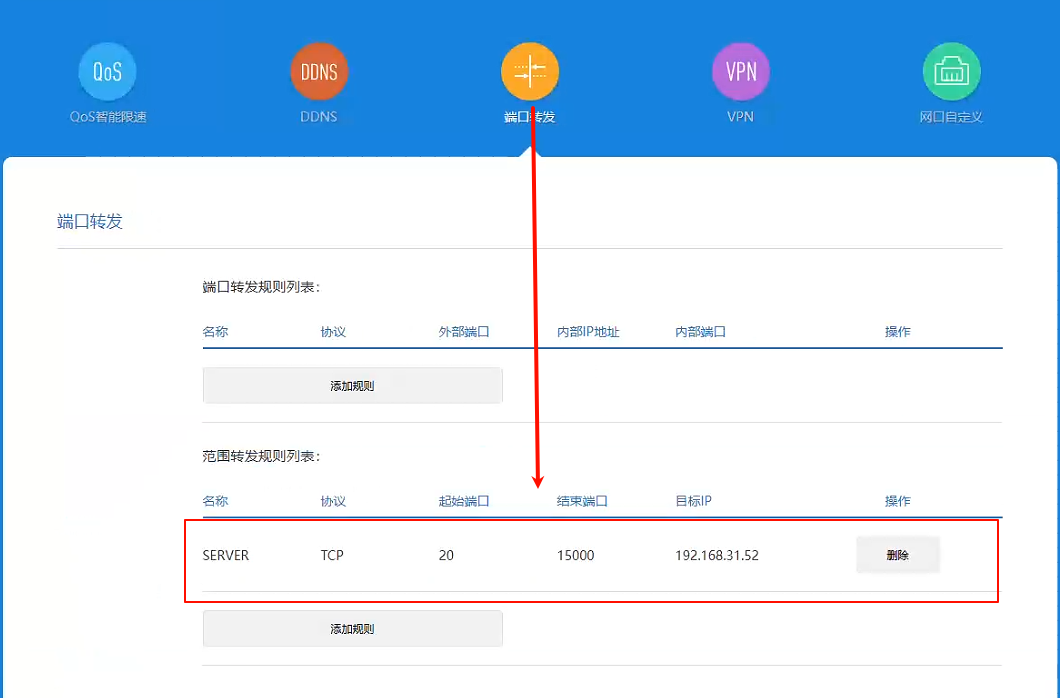 QoS DDNS VPN
QoS智能限速 DDNS 端口转发 VPN 网口自定义
端口转发
端口转发规则列表：
名称 协议 外部端口 内部IP地址 内部端口 操作
添加规则
范围转发规则列表：
名称 协议 起始端口 结束端口 目标IP 操作
SERVER TCP 20 15000 192.168.31.52 删除
添加规则